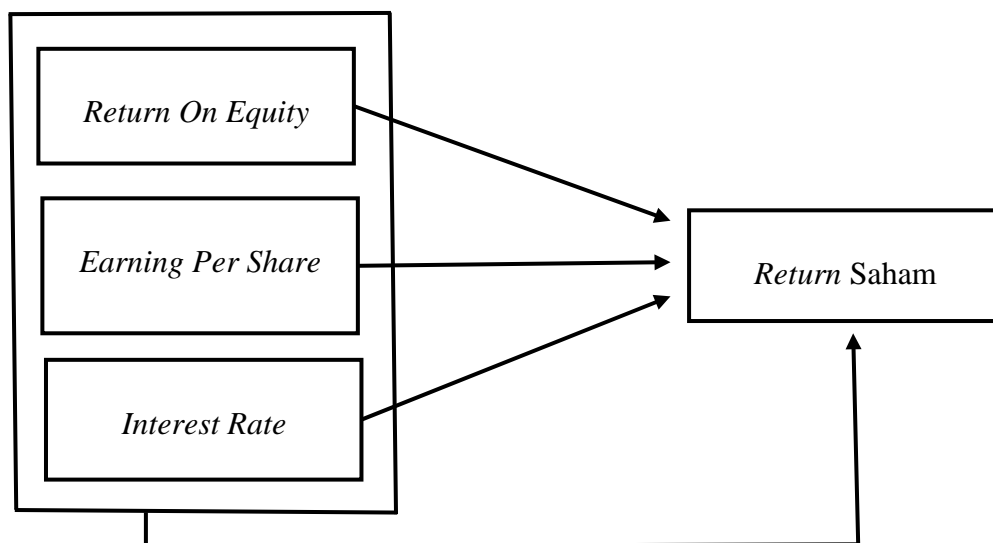 Return On Equity
Earning Per Share
Return Saham
Interest Rate